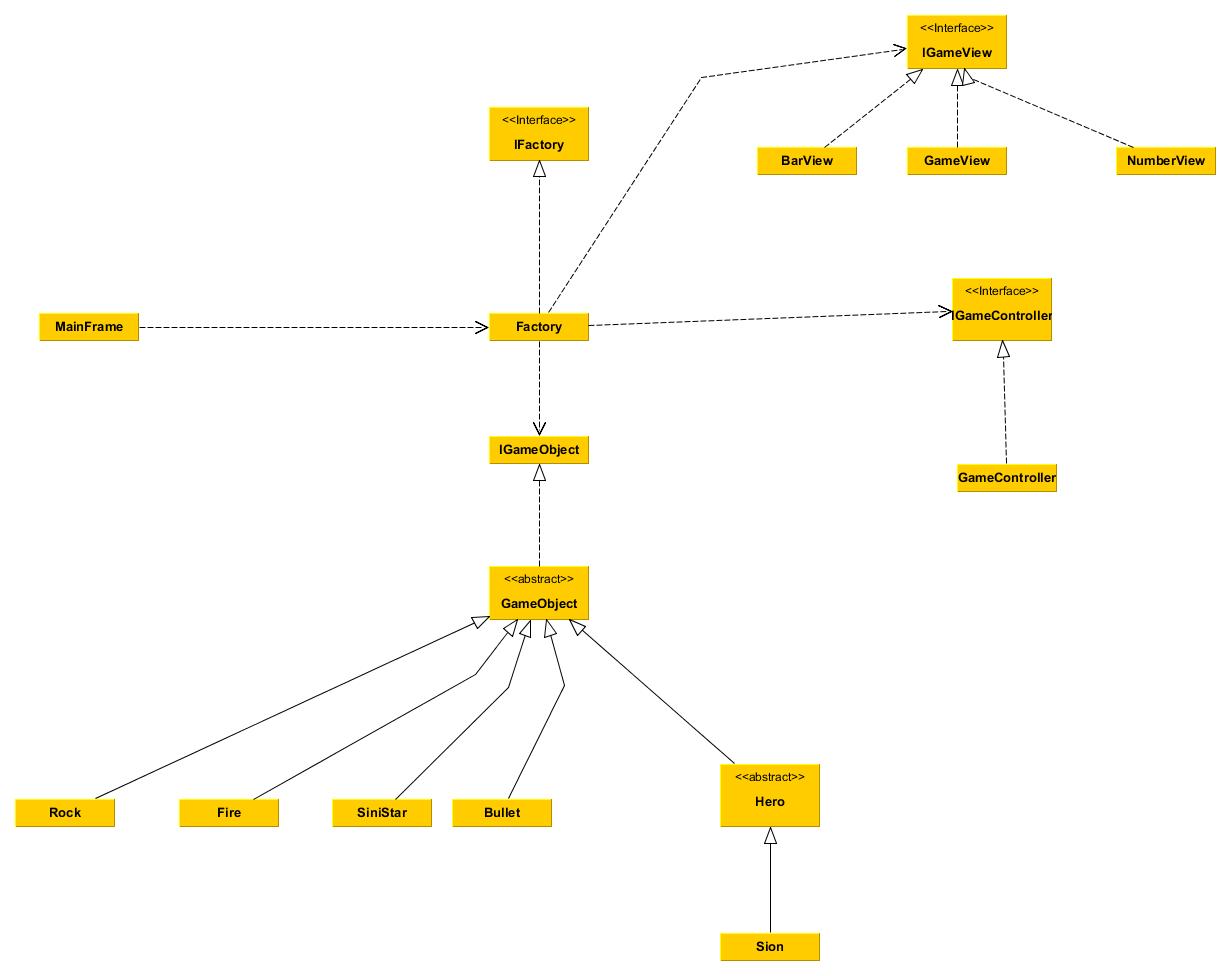 <<Interface>>
IGameView
<<Interface>>
IFactory
BarView
GameView
NumberView
<<Interface>>
IGameController
MainFrame
Factory
IGameObject
GameController
<<abstract>>
GameObject
<<abstract>>
Hero
Rock
Fire
SiniStar
Bullet
Sion